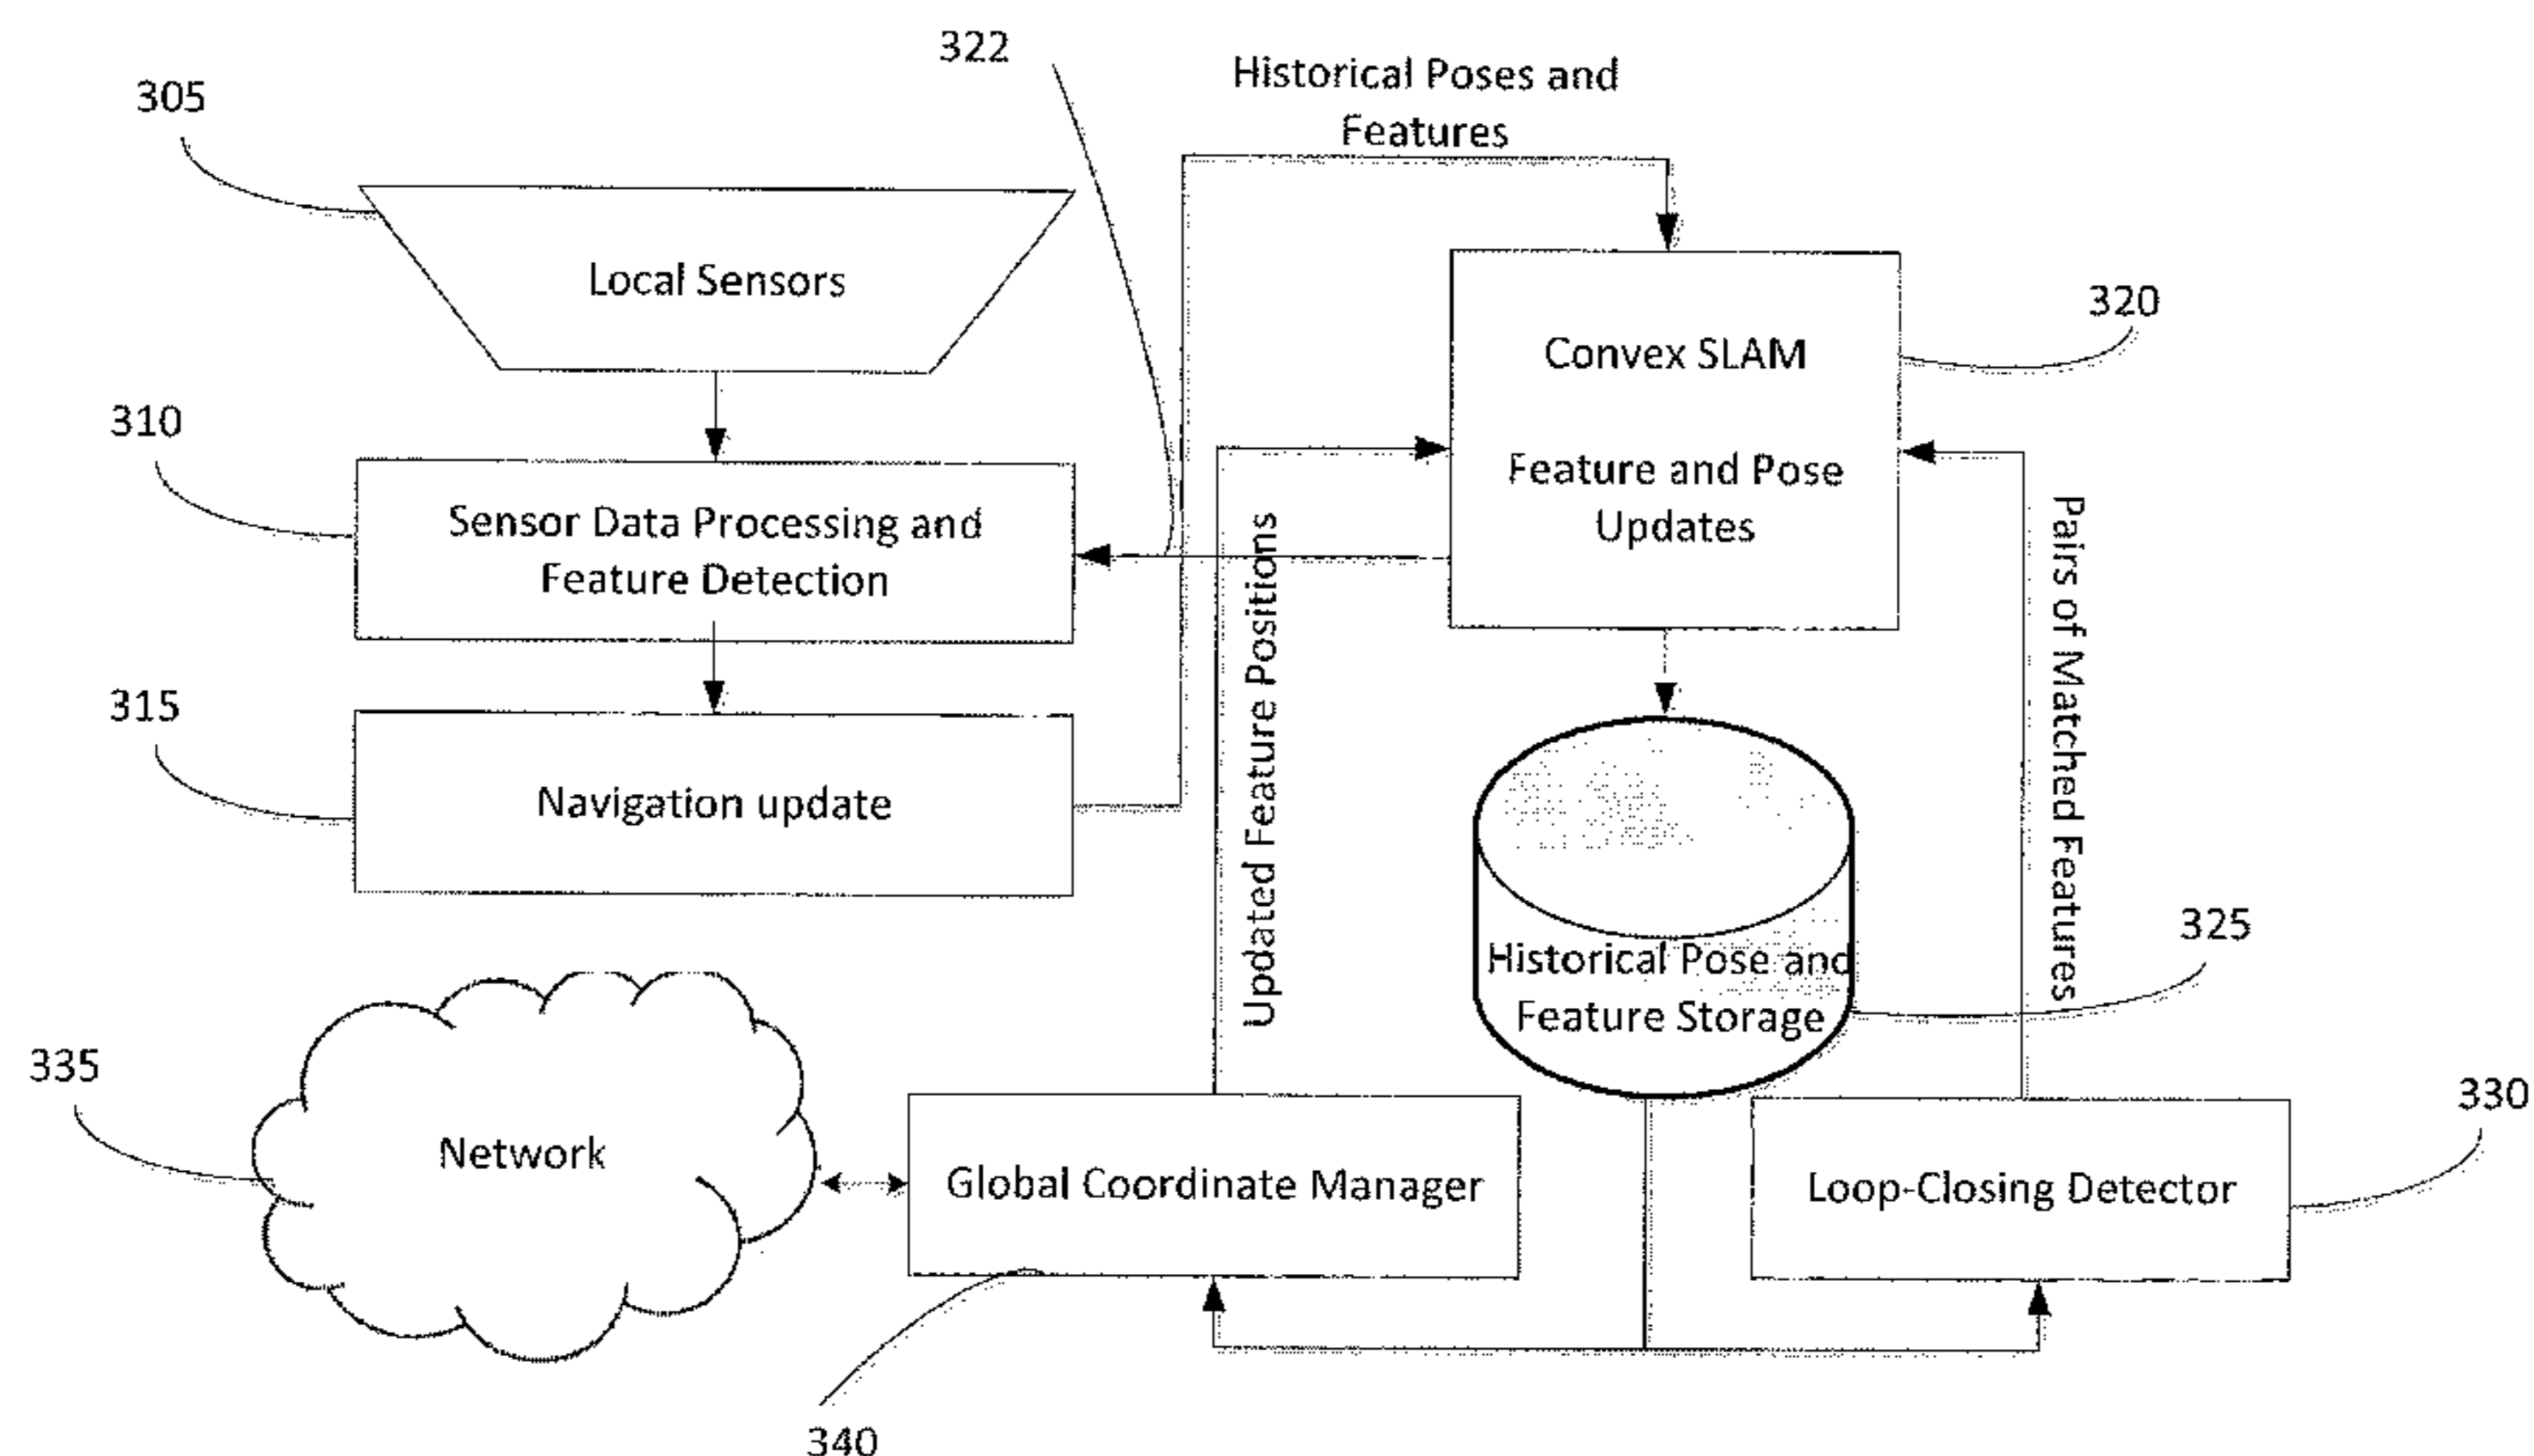 322
Historical Poses and
Features
305
Local Sensors
320
Convex SLAM
Feature and Pose
Updates
310
Sensor Data Processing and
Feature Detection
Updated Feature Positions
Pairs of Matched Features
315
Navigation update
325
Historical Pose and
Feature Storage
335
Network
Global Coordinate Manager
Loop-Closing Detector
330
340